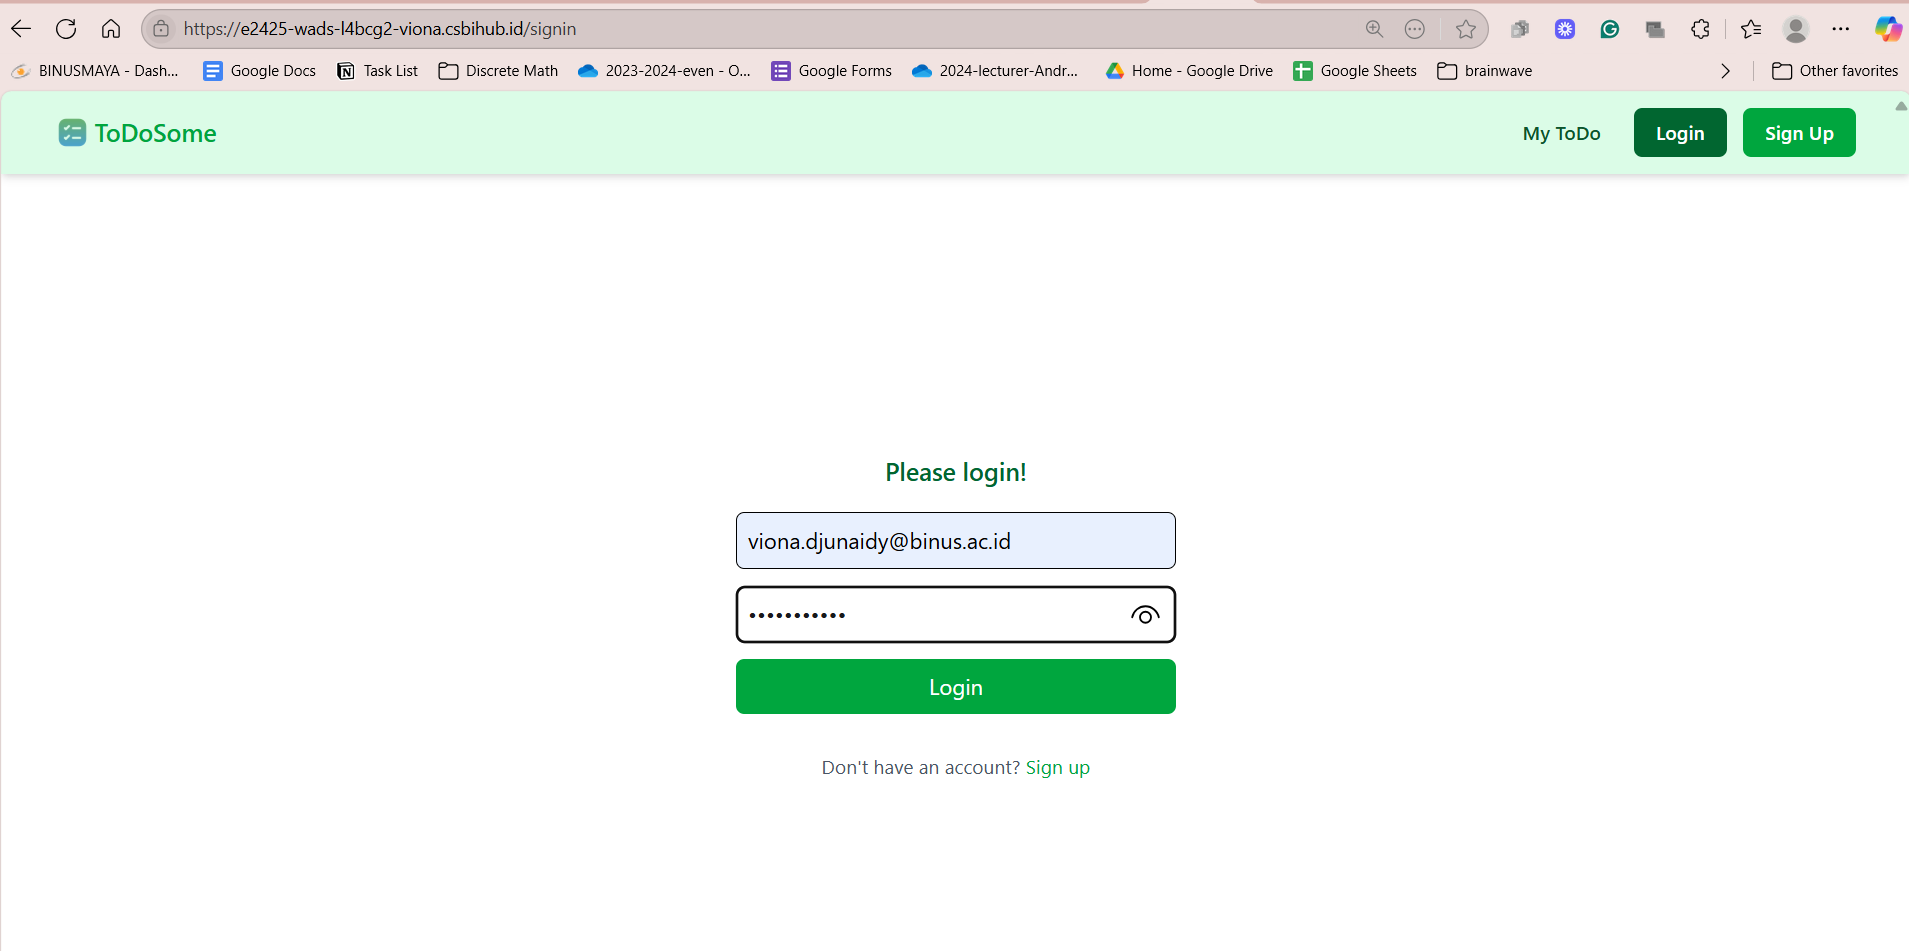 https://e2425-wads-l4bcg2-viona.csbihub.id/signin
BINUSMAYA - Dash... Google Docs Task List Discrete Math 2023-2024-even - O... Google Forms 2024-lecturer-Andr... Home - Google Drive Google Sheets brainwave Other favorites
ToDoSome My ToDo Login Sign Up
Please login!
viona.djunaidy@binus.ac.id
•••••••••••
Login
Don't have an account? Sign up